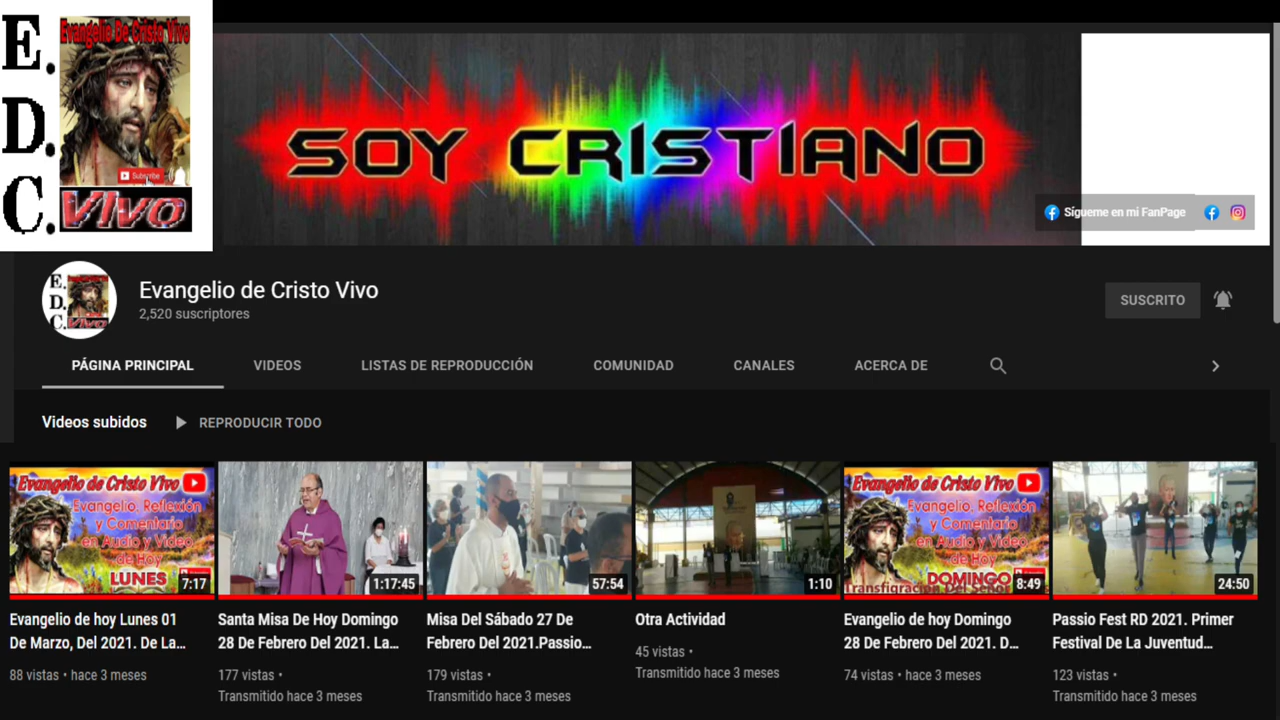 E.
D.
C.
Evangelio De Cristo Vivo
Subscribe
Vivo
SOY CRISTIANO
Sígueme en mi FanPage
E.
D.
C.
Vivo
Evangelio de Cristo Vivo
2,520 suscriptores
SUSCRITO
PÁGINA PRINCIPAL
VIDEOS
LISTAS DE REPRODUCCIÓN
COMUNIDAD
CANALES
ACERCA DE
Videos subidos
REPRODUCIR TODO
Evangelio de Cristo Vivo
Evangelio, Reflexión
y Comentario
en Audio y Video
de Hoy
LUNES
7:17
1:17:45
57:54
1:10
Evangelio de Cristo Vivo
Evangelio, Reflexión
y Comentario
en Audio y Video
de Hoy
DOMINGO
Transfigración Del Señor
8:49
24:50
Evangelio de hoy Lunes 01
De Marzo, Del 2021. De La...
88 vistas • hace 3 meses
Santa Misa De Hoy Domingo
28 De Febrero Del 2021. La...
177 vistas •
Transmitido hace 3 meses
Misa Del Sábado 27 De
Febrero Del 2021.Passio...
179 vistas •
Transmitido hace 3 meses
Otra Actividad
45 vistas •
Transmitido hace 3 meses
Evangelio de hoy Domingo
28 De Febrero Del 2021. D...
74 vistas • hace 3 meses
Passio Fest RD 2021. Primer
Festival De La Juventud...
123 vistas •
Transmitido hace 3 meses